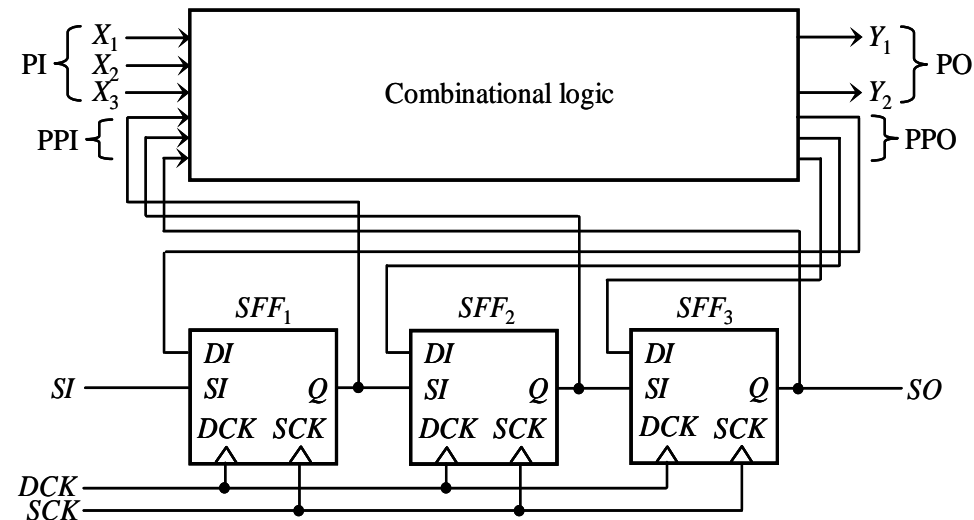 PI
X₁
X₂
X₃
PPI
Combinational logic
Y₁
Y₂
PO
PPO
SFF₁
SFF₂
SFF₃
SI
DI
SI
Q
DCK SCK
DI
SI
Q
DCK SCK
DI
SI
Q
DCK SCK
SO
DCK
SCK